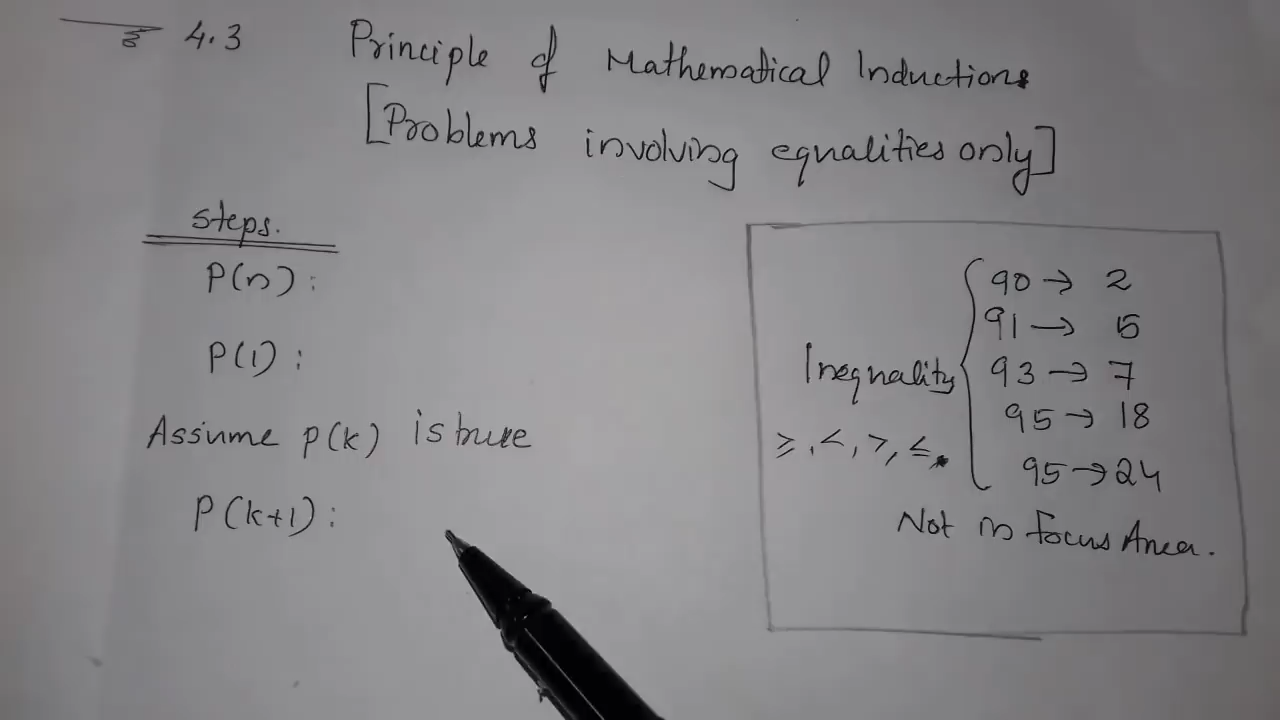 4.3 Principle of Mathematical Induction.
[Problems involving equalities only]
Steps.
P(n):
P(1):
Assume P(k) is true
P(k+1):
90 → 2
91 → 5
Inequality 93 → 7
≥, <, >, ≤. 95 → 18
95 → 24
Not in focus Area.